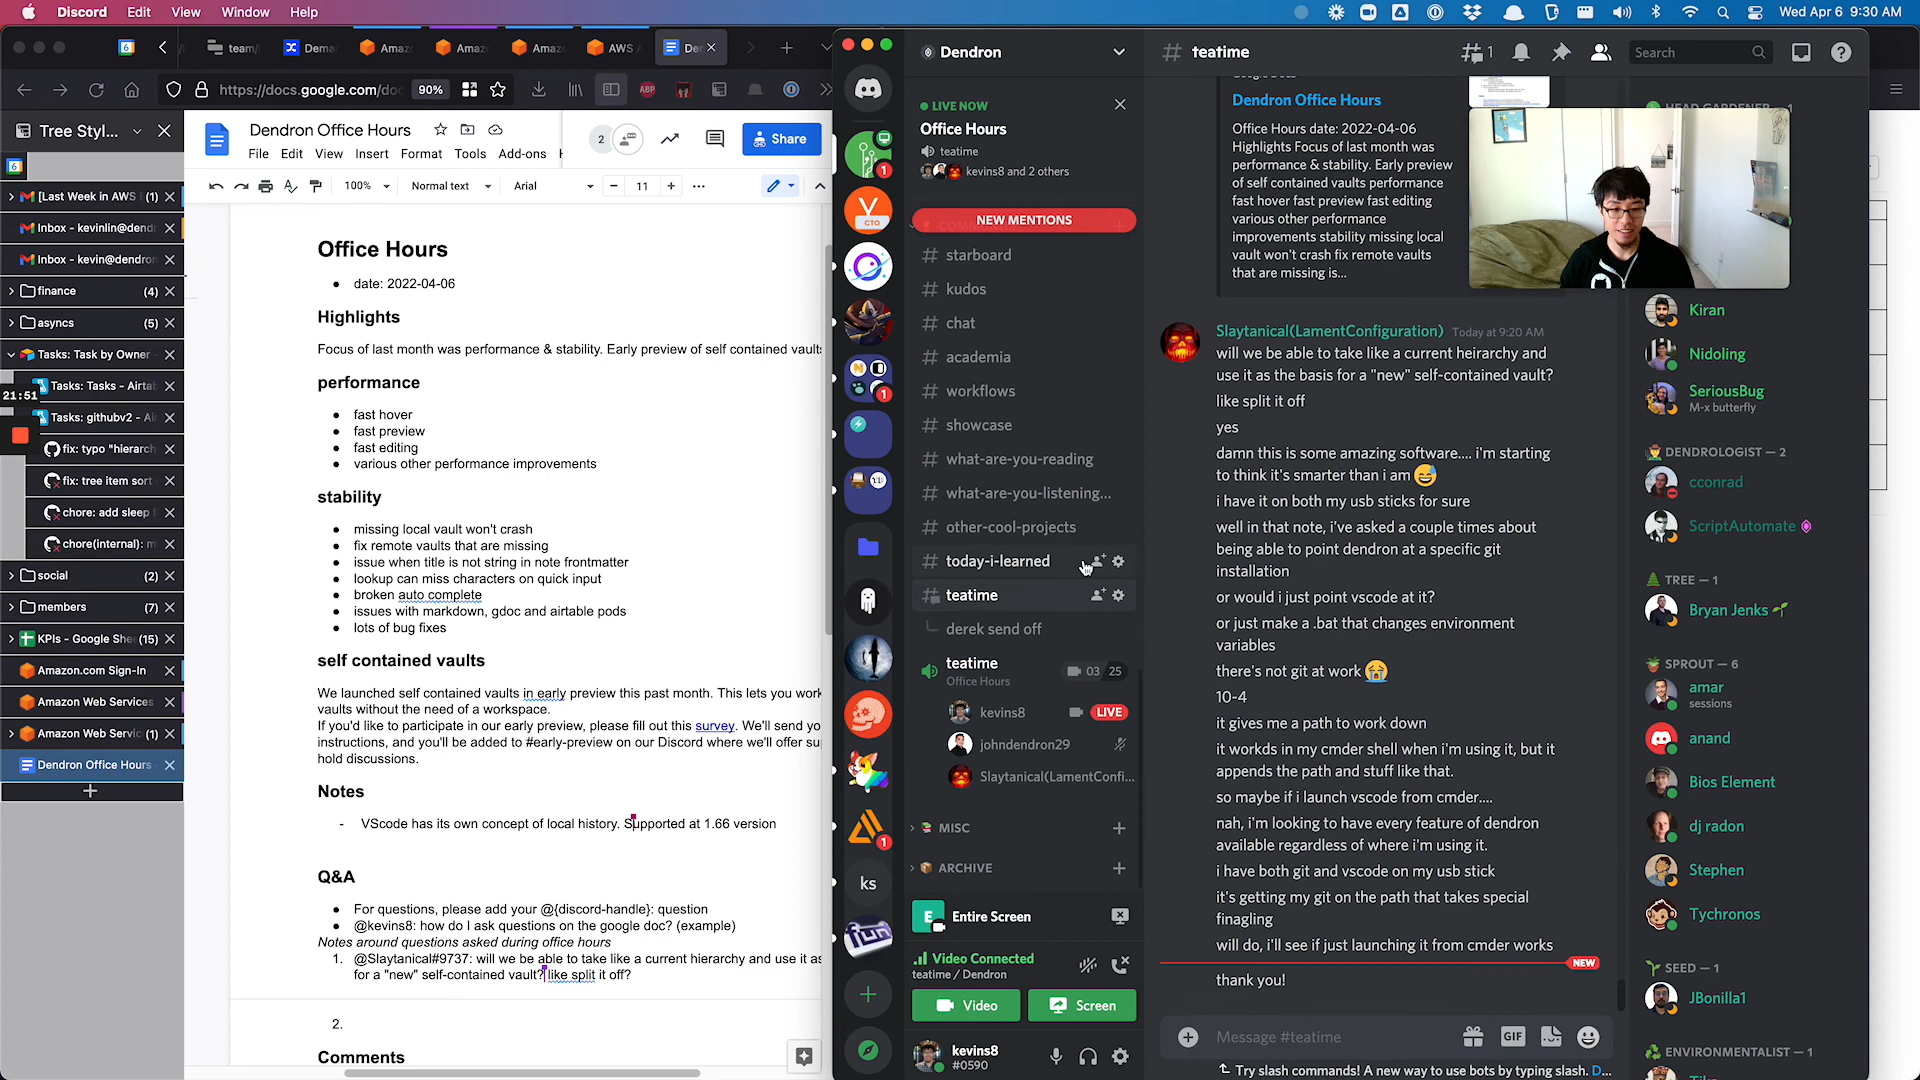 Discord Edit View Window Help
Wed Apr 6 9:30 AM
team/
Dema
Amaz
Amaz
Amaz
AWS
Der
https://docs.google.com/doc
90%
ABP
Tree Styl...
[Last Week in AWS (1)
Inbox - kevinlin@dend
Inbox - kevin@dendron
finance (4)
asyncs (5)
Tasks: Task by Owner
Tasks: Tasks - Airtab
21:51
Tasks: githubv2 - Ai
fix: typo "hierarch
fix: tree item sort
chore: add sleep
chore(internal): m
social (2)
members (7)
KPIs - Google She (15)
Amazon.com Sign-In
Amazon Web Services
Amazon Web Servic (1)
Dendron Office Hours
Dendron Office Hours
File Edit View Insert Format Tools Add-ons
2
Share
100% Normal text Arial 11
Office Hours
date: 2022-04-06
Highlights
Focus of last month was performance & stability. Early preview of self contained vaults
performance
fast hover
fast preview
fast editing
various other performance improvements
stability
missing local vault won't crash
fix remote vaults that are missing
issue when title is not string in note frontmatter
lookup can miss characters on quick input
broken auto complete
issues with markdown, gdoc and airtable pods
lots of bug fixes
self contained vaults
We launched self contained vaults in early preview this past month. This lets you work
vaults without the need of a workspace.
If you'd like to participate in our early preview, please fill out this survey. We'll send yo
instructions, and you'll be added to #early-preview on our Discord where we'll offer su
hold discussions.
Notes
- VScode has its own concept of local history. Supported at 1.66 version
Q&A
For questions, please add your @{discord-handle}: question
@kevins8: how do I ask questions on the google doc? (example)
Notes around questions asked during office hours
1. @Slaytanical#9737: will we be able to take like a current hierarchy and use it as
for a "new" self-contained vault? like split it off?
2.
Comments
CTO
1
1
1
ks
fun
Dendron
LIVE NOW
Office Hours
teatime
kevins8 and 2 others
NEW MENTIONS
starboard
kudos
chat
academia
workflows
showcase
what-are-you-reading
what-are-you-listening...
other-cool-projects
today-i-learned
teatime
derek send off
teatime
Office Hours
03 25
kevins8 LIVE
johndendron29
Slaytanical(LamentConfi...
MISC
ARCHIVE
E Entire Screen
Video Connected
teatime / Dendron
Video
Screen
kevins8
#0590
# teatime
1
Search
Dendron Office Hours
Office Hours date: 2022-04-06
Highlights Focus of last month was
performance & stability. Early preview
of self contained vaults performance
fast hover fast preview fast editing
various other performance
improvements stability missing local
vault won't crash fix remote vaults
that are missing is...
Slaytanical(LamentConfiguration) Today at 9:20 AM
will we be able to take like a current heirarchy and
use it as the basis for a "new" self-contained vault?
like split it off
yes
damn this is some amazing software.... i'm starting
to think it's smarter than i am
i have it on both my usb sticks for sure
well in that note, i've asked a couple times about
being able to point dendron at a specific git
installation
or would i just point vscode at it?
or just make a .bat that changes environment
variables
there's not git at work
10-4
it gives me a path to work down
it workds in my cmder shell when i'm using it, but it
appends the path and stuff like that.
so maybe if i launch vscode from cmder....
nah, i'm looking to have every feature of dendron
available regardless of where i'm using it.
i have both git and vscode on my usb stick
it's getting my git on the path that takes special
finagling
will do, i'll see if just launching it from cmder works
NEW
thank you!
Message #teatime
GIF
Try slash commands! A new way to use bots by typing slash. D...
HEAD GARDENER — 1
Kiran
Nidoling
SeriousBug
M-x butterfly
DENDROLOGIST — 2
cconrad
ScriptAutomate
TREE — 1
Bryan Jenks
SPROUT — 6
amar
sessions
anand
Bios Element
dj radon
Stephen
Tychronos
SEED — 1
JBonilla1
ENVIRONMENTALIST — 1